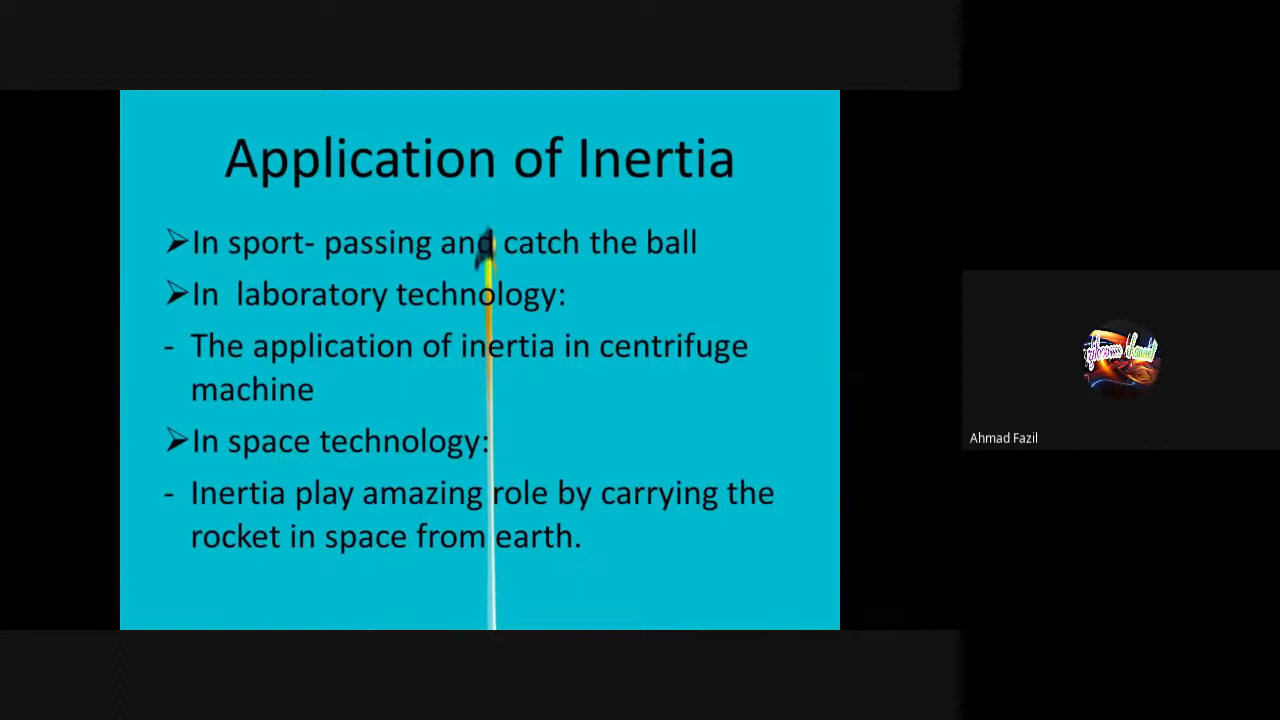 Application of Inertia
➢In sport- passing and catch the ball
➢In laboratory technology:
- The application of inertia in centrifuge
machine
➢In space technology:
- Inertia play amazing role by carrying the
rocket in space from earth.
Ahmad Fazil